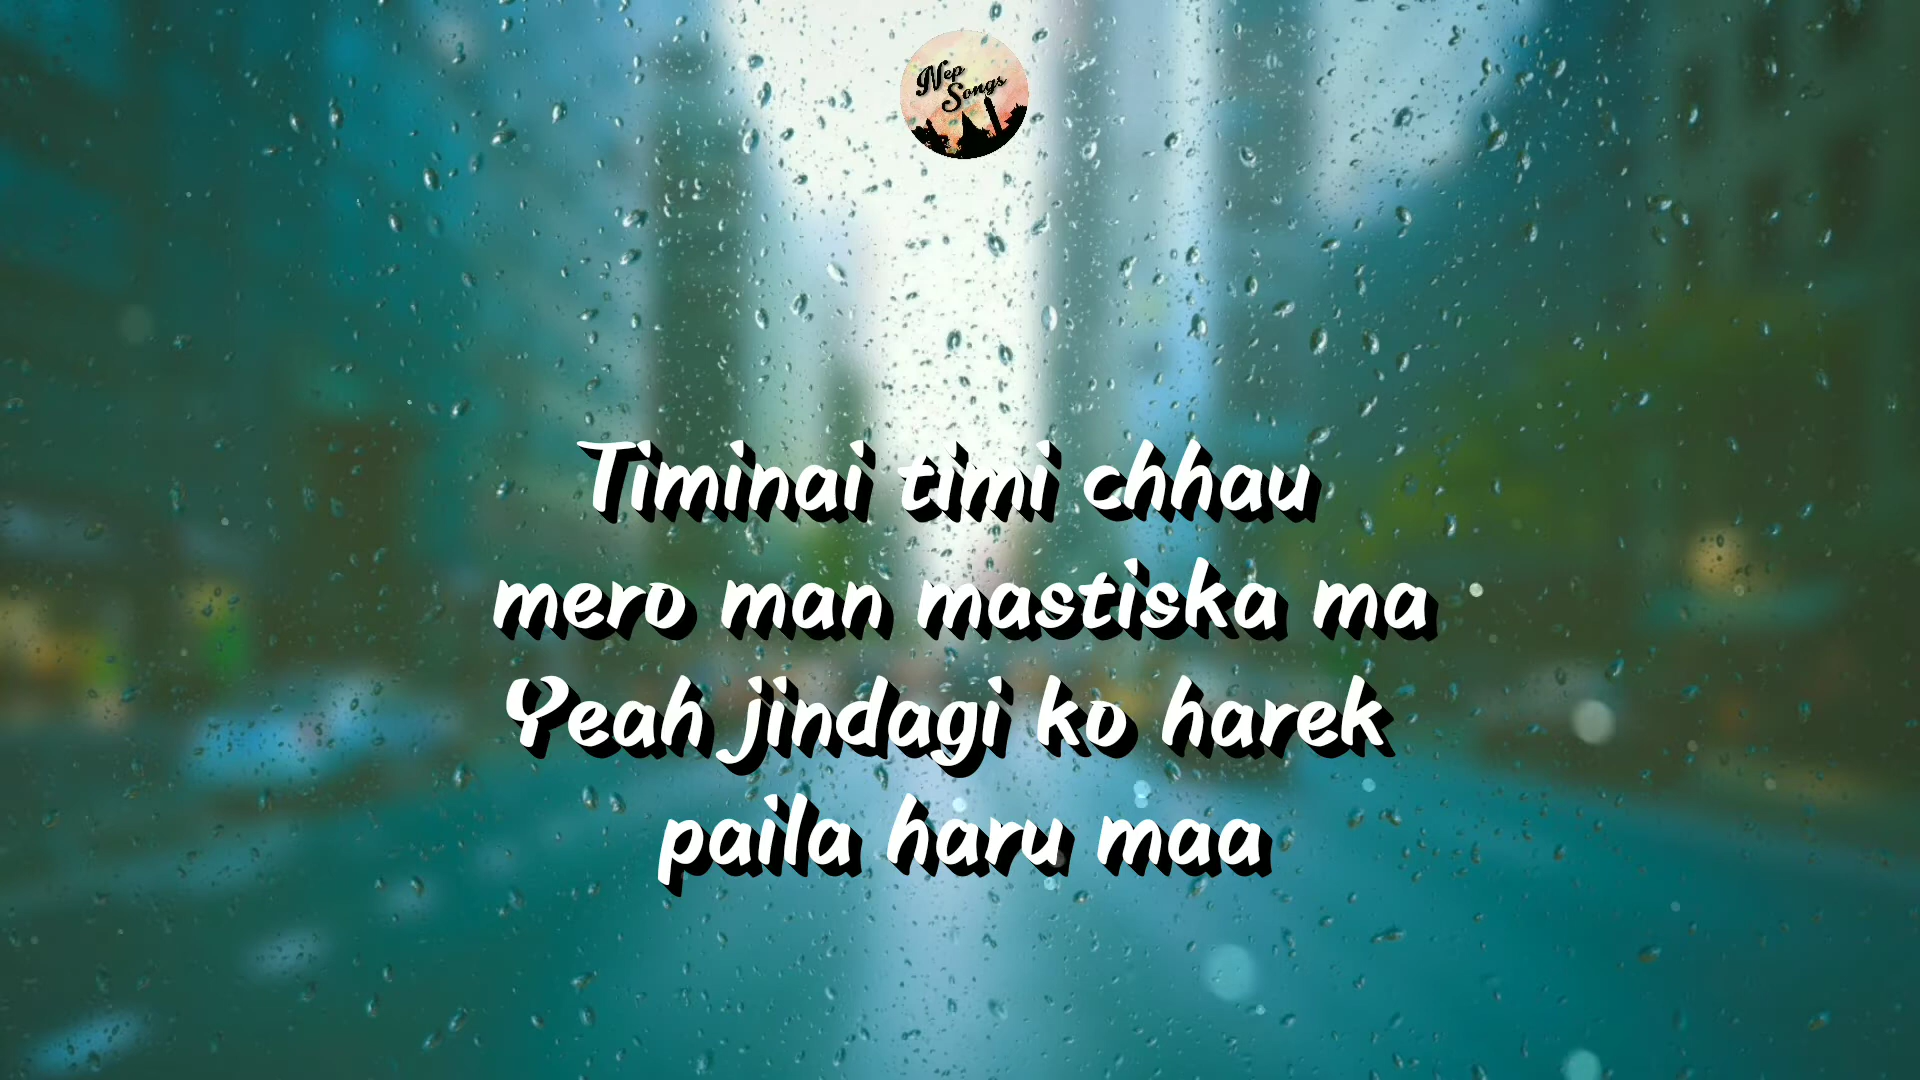 Nep
Songs
Timinai timi chhau
mero man mastiska ma
Yeah jindagi ko harek
paila haru maa